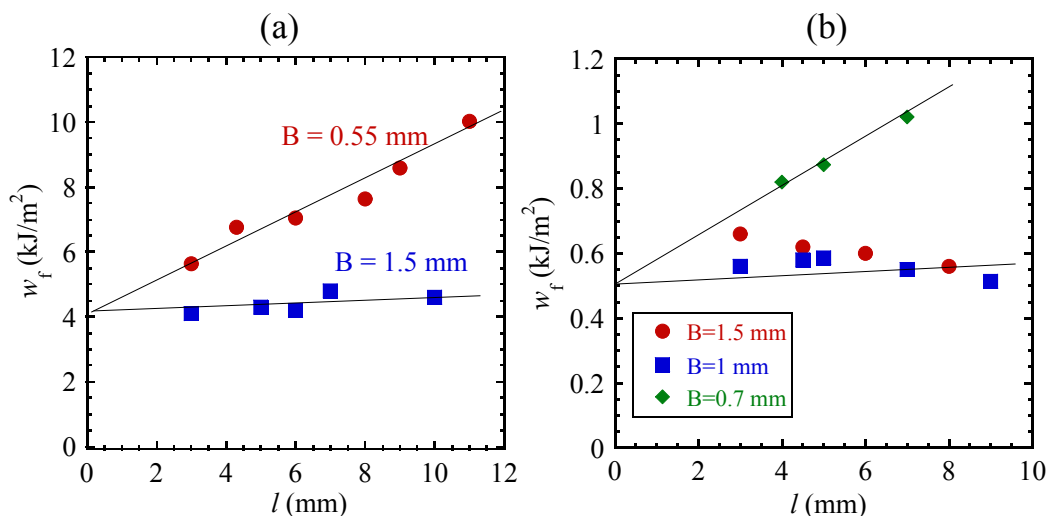 (a)
12
10
8
6
4
2
0
B = 0.55 mm
B = 1.5 mm
0 2 4 6 8 10 12
l (mm)
w_f (kJ/m²)
(b)
1.2
1
0.8
0.6
0.4
0.2
0
B=1.5 mm
B=1 mm
B=0.7 mm
0 2 4 6 8 10
l (mm)
w_f (kJ/m²)